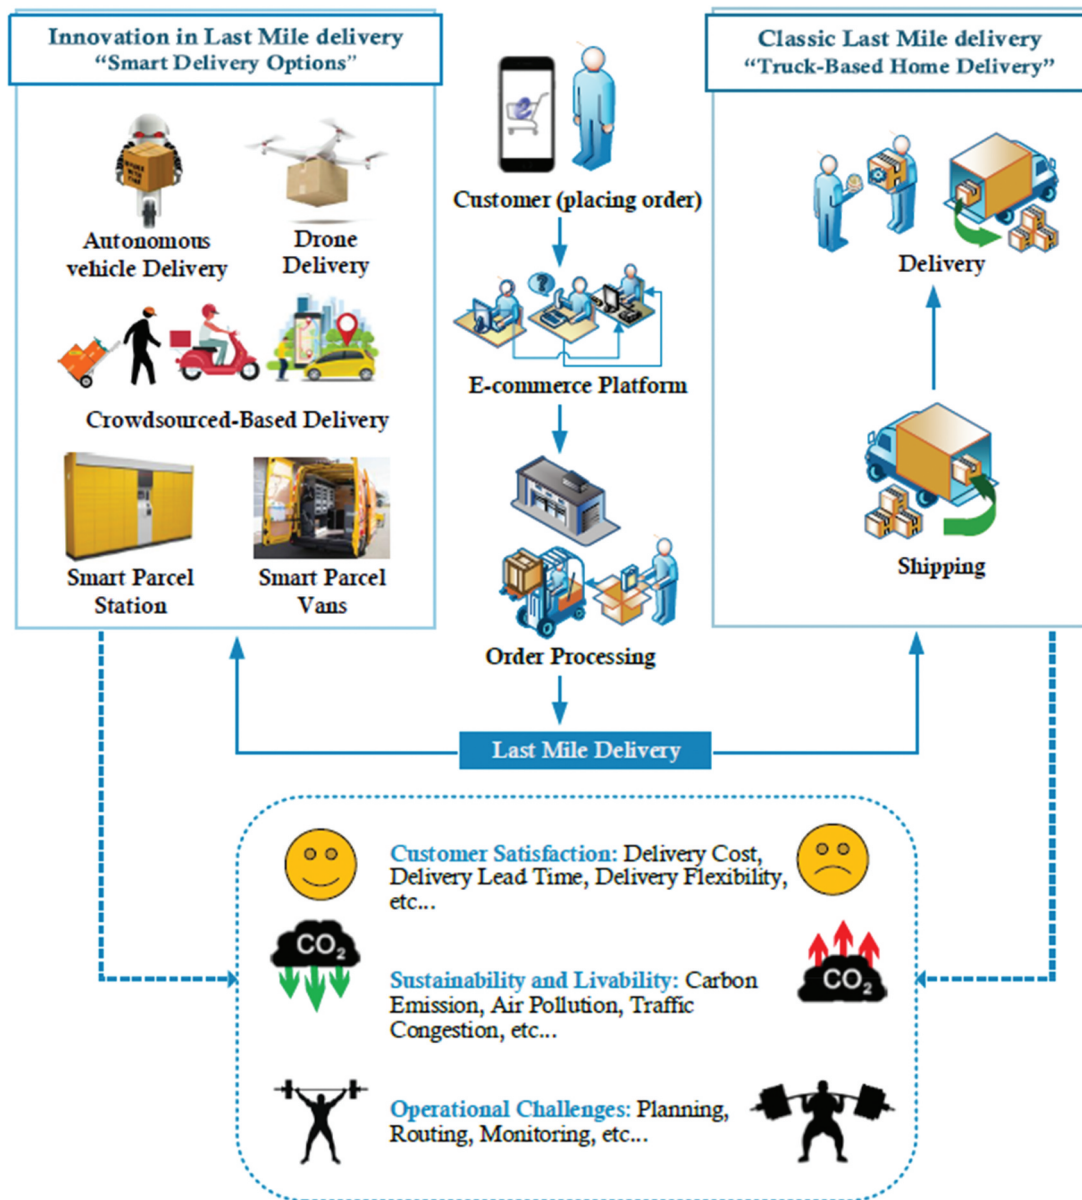 Innovation in Last Mile delivery
“Smart Delivery Options”
Autonomous
vehicle Delivery
Drone
Delivery
Crowdsourced-Based Delivery
Smart Parcel
Station
Smart Parcel
Vans
Customer (placing order)
?
E-commerce Platform
Order Processing
Classic Last Mile delivery
“Truck-Based Home Delivery”
Delivery
Shipping
Last Mile Delivery
Customer Satisfaction: Delivery Cost,
Delivery Lead Time, Delivery Flexibility,
etc...
CO2
Sustainability and Livability: Carbon
Emission, Air Pollution, Traffic
Congestion, etc...
CO2
Operational Challenges: Planning,
Routing, Monitoring, etc...